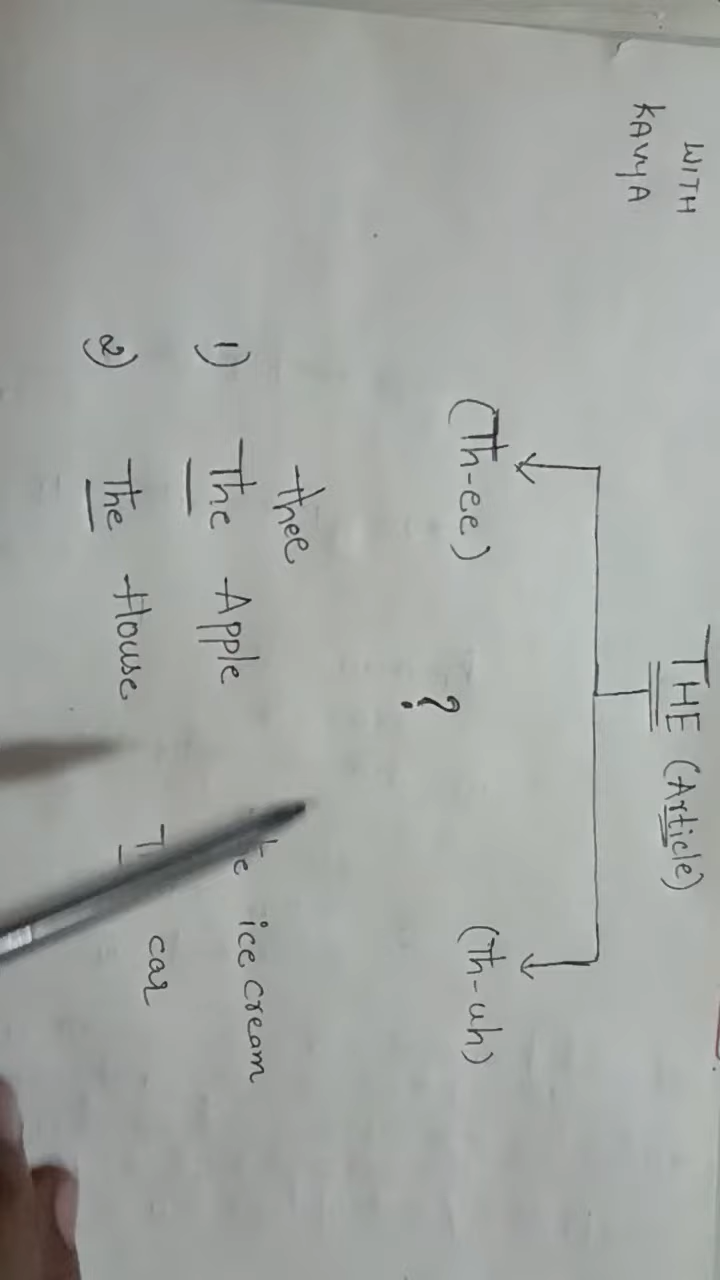 WITH
KAVYA
THE (Article)
(Th-ee) (Th-uh)
?
thee
1) The Apple ice cream
2) The House car